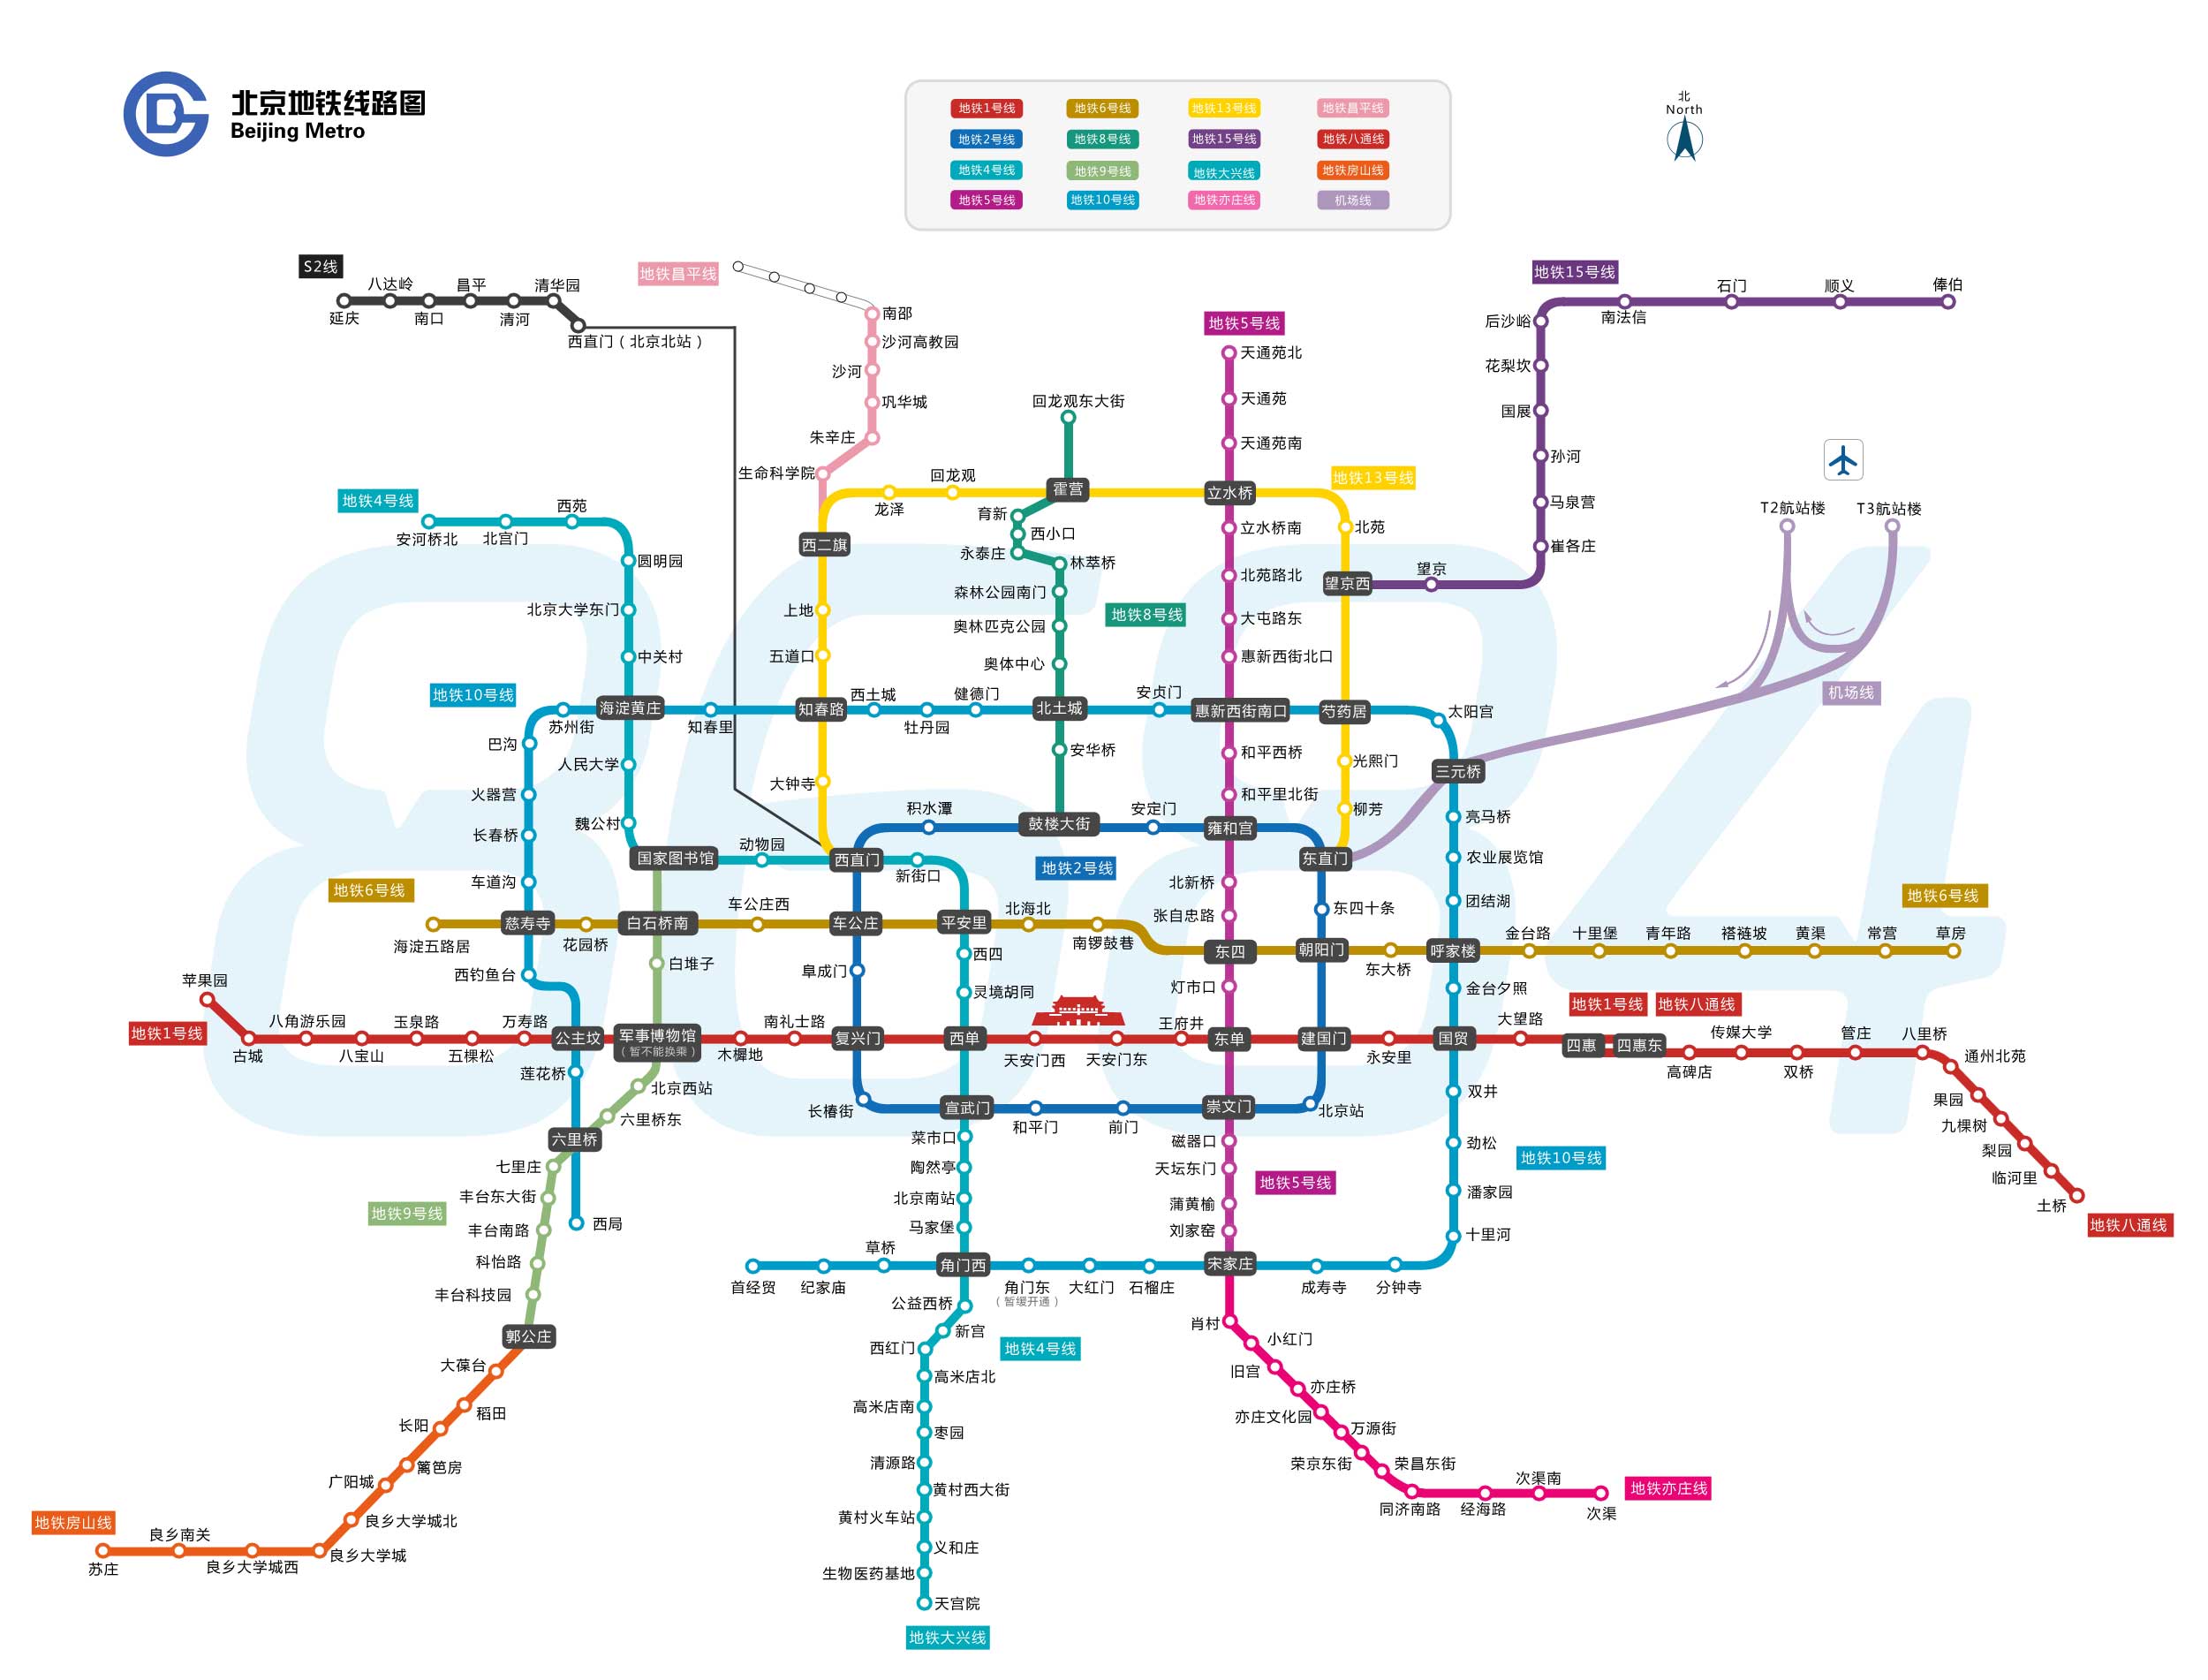 北京地铁线路图
Beijing Metro
地铁1号线 地铁6号线 地铁13号线 地铁昌平线
地铁2号线 地铁8号线 地铁15号线 地铁八通线
地铁4号线 地铁9号线 地铁大兴线 地铁房山线
地铁5号线 地铁10号线 地铁亦庄线 机场线
北
North
S2线
延庆
八达岭
南口
昌平
清河
清华园
西直门（北京北站）
地铁昌平线
南邵
沙河高教园
沙河
巩华城
朱辛庄
生命科学院
地铁15号线
俸伯
顺义
石门
南法信
后沙峪
花梨坎
国展
孙河
马泉营
崔各庄
望京
望京西
地铁5号线
天通苑北
天通苑
天通苑南
立水桥
立水桥南
北苑路北
大屯路东
惠新西街北口
惠新西街南口
和平西桥
和平里北街
雍和宫
北新桥
张自忠路
东四
灯市口
东单
崇文门
磁器口
天坛东门
蒲黄榆
刘家窑
宋家庄
地铁5号线
地铁13号线
西二旗
龙泽
回龙观
霍营
北苑
上地
五道口
知春路
大钟寺
芍药居
光熙门
柳芳
东直门
地铁8号线
回龙观东大街
育新
西小口
永泰庄
林萃桥
森林公园南门
奥林匹克公园
奥体中心
北土城
安华桥
鼓楼大街
地铁4号线
安河桥北
北宫门
西苑
圆明园
北京大学东门
中关村
海淀黄庄
人民大学
魏公村
国家图书馆
动物园
西直门
新街口
平安里
西四
灵境胡同
西单
宣武门
菜市口
陶然亭
北京南站
马家堡
角门西
公益西桥
地铁4号线
新宫
西红门
高米店北
高米店南
枣园
清源路
黄村西大街
黄村火车站
义和庄
生物医药基地
天宫院
地铁大兴线
地铁10号线
巴沟
苏州街
知春里
西土城
牡丹园
健德门
安贞门
太阳宫
三元桥
亮马桥
农业展览馆
团结湖
呼家楼
金台夕照
国贸
双井
劲松
潘家园
十里河
地铁10号线
分钟寺
成寿寺
石榴庄
大红门
角门东
（暂缓开通）
草桥
纪家庙
首经贸
火器营
长春桥
车道沟
慈寿寺
西钓鱼台
公主坟
莲花桥
六里桥
西局
T2航站楼
T3航站楼
机场线
地铁2号线
积水潭
安定门
东四十条
朝阳门
建国门
北京站
前门
和平门
长椿街
复兴门
阜成门
车公庄
地铁6号线
海淀五路居
花园桥
白石桥南
车公庄西
北海北
南锣鼓巷
东大桥
金台路
十里堡
青年路
褡裢坡
黄渠
常营
草房
地铁6号线
地铁1号线
苹果园
古城
八角游乐园
八宝山
玉泉路
五棵松
万寿路
军事博物馆
（暂不能换乘）
木樨地
南礼士路
天安门西
天安门东
王府井
永安里
大望路
地铁1号线
地铁八通线
四惠
四惠东
高碑店
传媒大学
双桥
管庄
八里桥
通州北苑
果园
九棵树
梨园
临河里
土桥
地铁八通线
地铁9号线
白堆子
北京西站
六里桥东
七里庄
丰台东大街
丰台南路
科怡路
丰台科技园
郭公庄
大葆台
稻田
长阳
篱笆房
广阳城
良乡大学城北
良乡大学城
良乡大学城西
良乡南关
苏庄
地铁房山线
肖村
小红门
旧宫
亦庄桥
亦庄文化园
万源街
荣京东街
荣昌东街
同济南路
经海路
次渠南
次渠
地铁亦庄线
8684